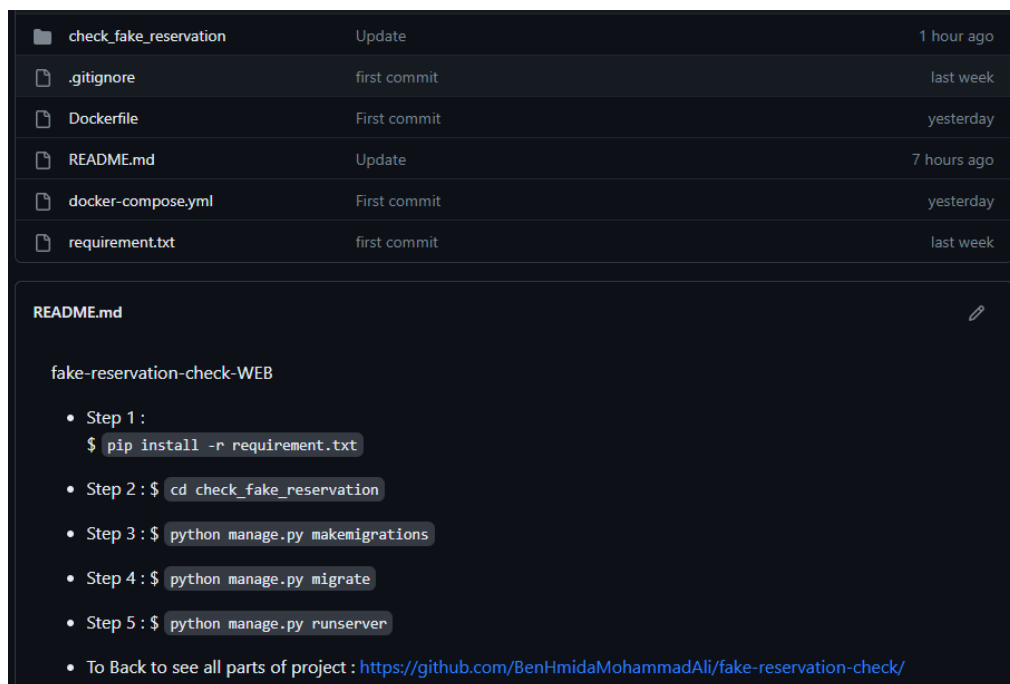 check_fake_reservation Update 1 hour ago
.gitignore first commit last week
Dockerfile First commit yesterday
README.md Update 7 hours ago
docker-compose.yml First commit yesterday
requirement.txt first commit last week
README.md
fake-reservation-check-WEB
• Step 1 :
$ pip install -r requirement.txt
• Step 2 : $ cd check_fake_reservation
• Step 3 : $ python manage.py makemigrations
• Step 4 : $ python manage.py migrate
• Step 5 : $ python manage.py runserver
• To Back to see all parts of project : https://github.com/BenHmidaMohammadAli/fake-reservation-check/